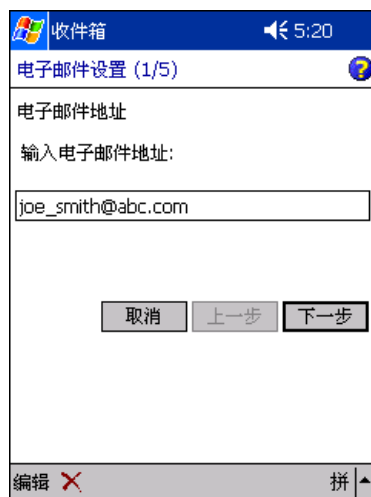 收件箱 5:20
电子邮件设置 (1/5)
电子邮件地址
输入电子邮件地址:
joe_smith@abc.com
取消 上一步 下一步
编辑 拼